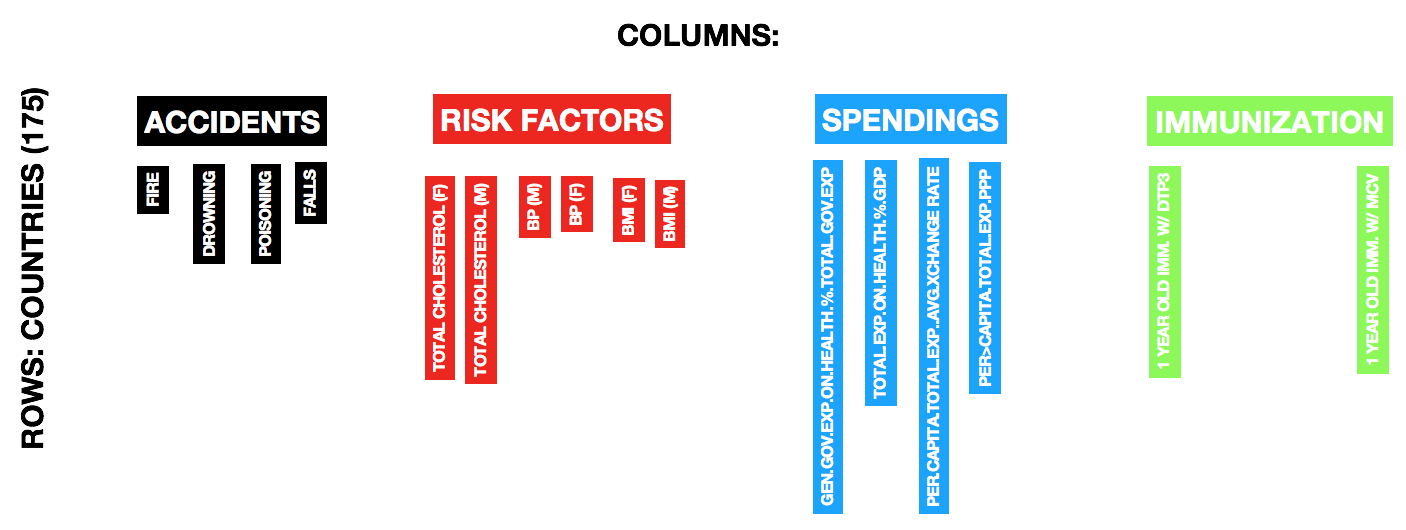 COLUMNS:
ROWS: COUNTRIES (175)
ACCIDENTS
FIRE
DROWNING
POISONING
FALLS
RISK FACTORS
TOTAL CHOLESTEROL (F)
TOTAL CHOLESTEROL (M)
BP (M)
BP (F)
BMI (F)
BMI (M)
SPENDINGS
GEN.GOV.EXP.ON.HEALTH.%.TOTAL.GOV.EXP
TOTAL.EXP.ON.HEALTH.%.GDP
PER.CAPITA.TOTAL.EXP..AVG.XCHANGE RATE
PER>CAPITA.TOTAL.EXP.PPP
IMMUNIZATION
1 YEAR OLD IMM. W/ DTP3
1 YEAR OLD IMM. W/ MCV